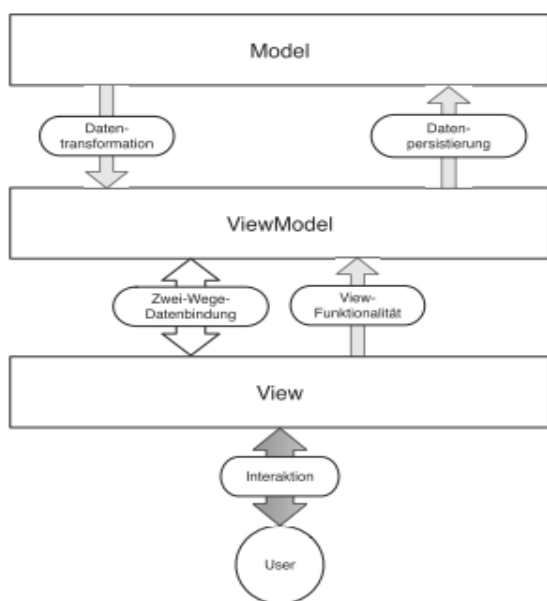 Model
Daten-
transformation
Daten-
persistierung
ViewModel
Zwei-Wege-
Datenbindung
View-
Funktionalität
View
Interaktion
User